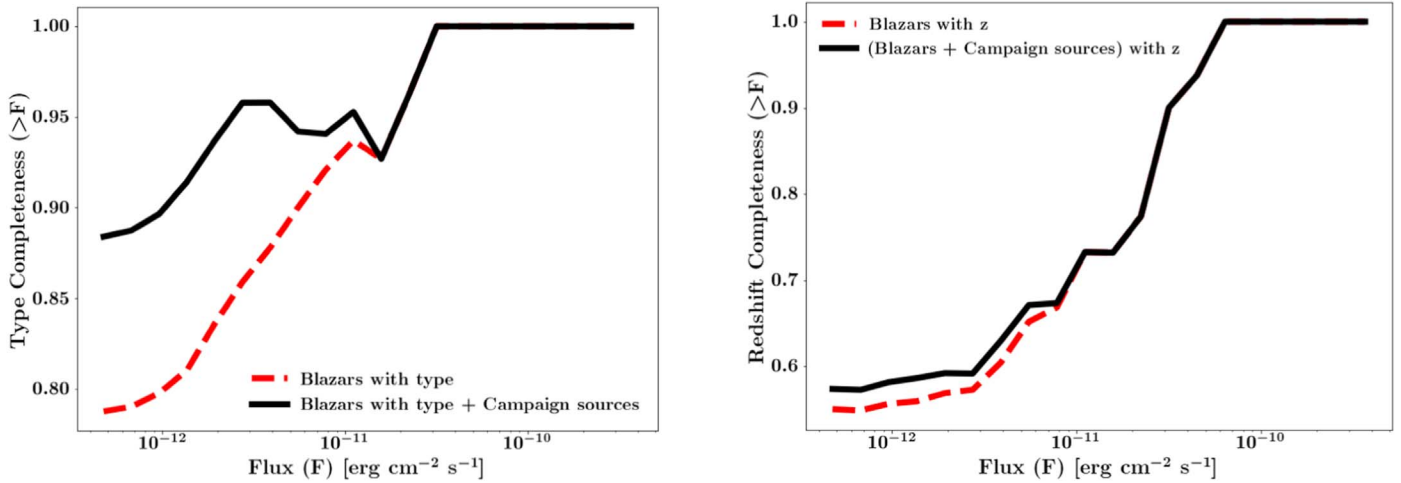 Type Completeness (>F)
1.00
0.95
0.90
0.85
0.80
Blazars with type
Blazars with type + Campaign sources
10⁻¹² 10⁻¹¹ 10⁻¹⁰
Flux (F) [erg cm⁻² s⁻¹]
Redshift Completeness (>F)
Blazars with z
(Blazars + Campaign sources) with z
1.0
0.9
0.8
0.7
0.6
10⁻¹² 10⁻¹¹ 10⁻¹⁰
Flux (F) [erg cm⁻² s⁻¹]